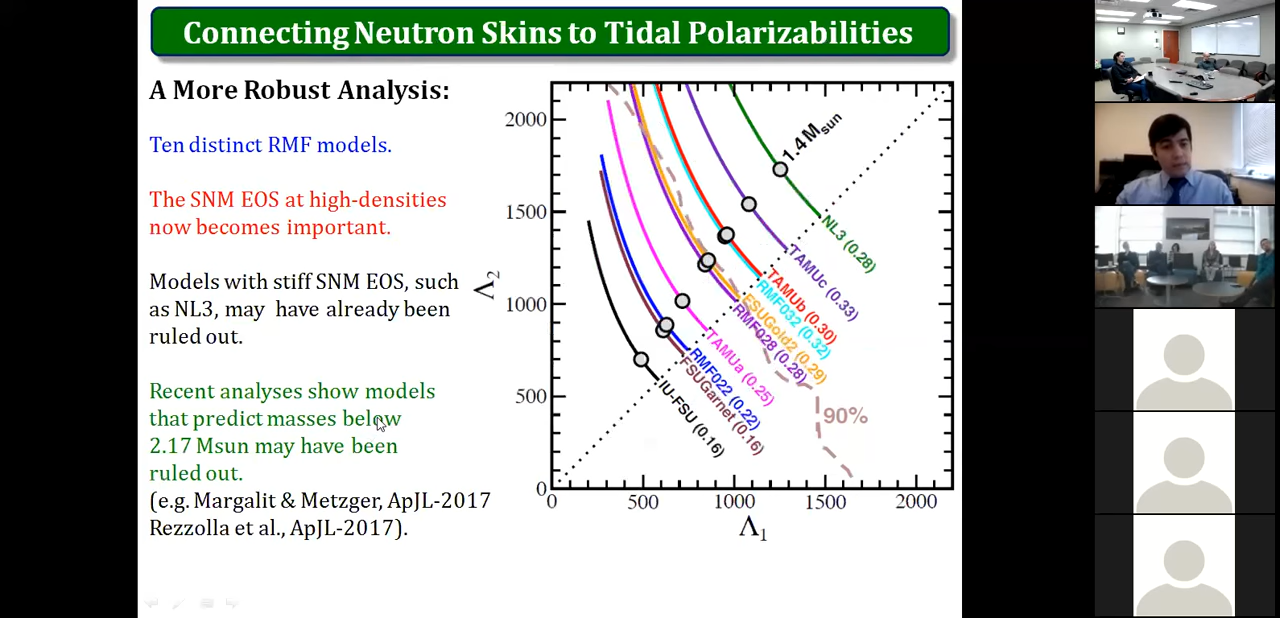 Connecting Neutron Skins to Tidal Polarizabilities
A More Robust Analysis:
Ten distinct RMF models.
The SNM EOS at high-densities
now becomes important.
Models with stiff SNM EOS, such
as NL3, may have already been
ruled out.
Recent analyses show models
that predict masses below
2.17 Msun may have been
ruled out.
(e.g. Margalit & Metzger, ApJL-2017
Rezzolla et al., ApJL-2017).
2000
1500
1000
500
0
Λ2
0 500 1000 1500 2000
Λ1
1.4 Msun
NL3 (0.28)
TAMUc (0.33)
TAMUb (0.30)
RMF032 (0.32)
FSUGold2 (0.29)
RMF028 (0.28)
TAMUa (0.25)
RMF022 (0.22)
FSUGarnet (0.16)
IU-FSU (0.16)
90%